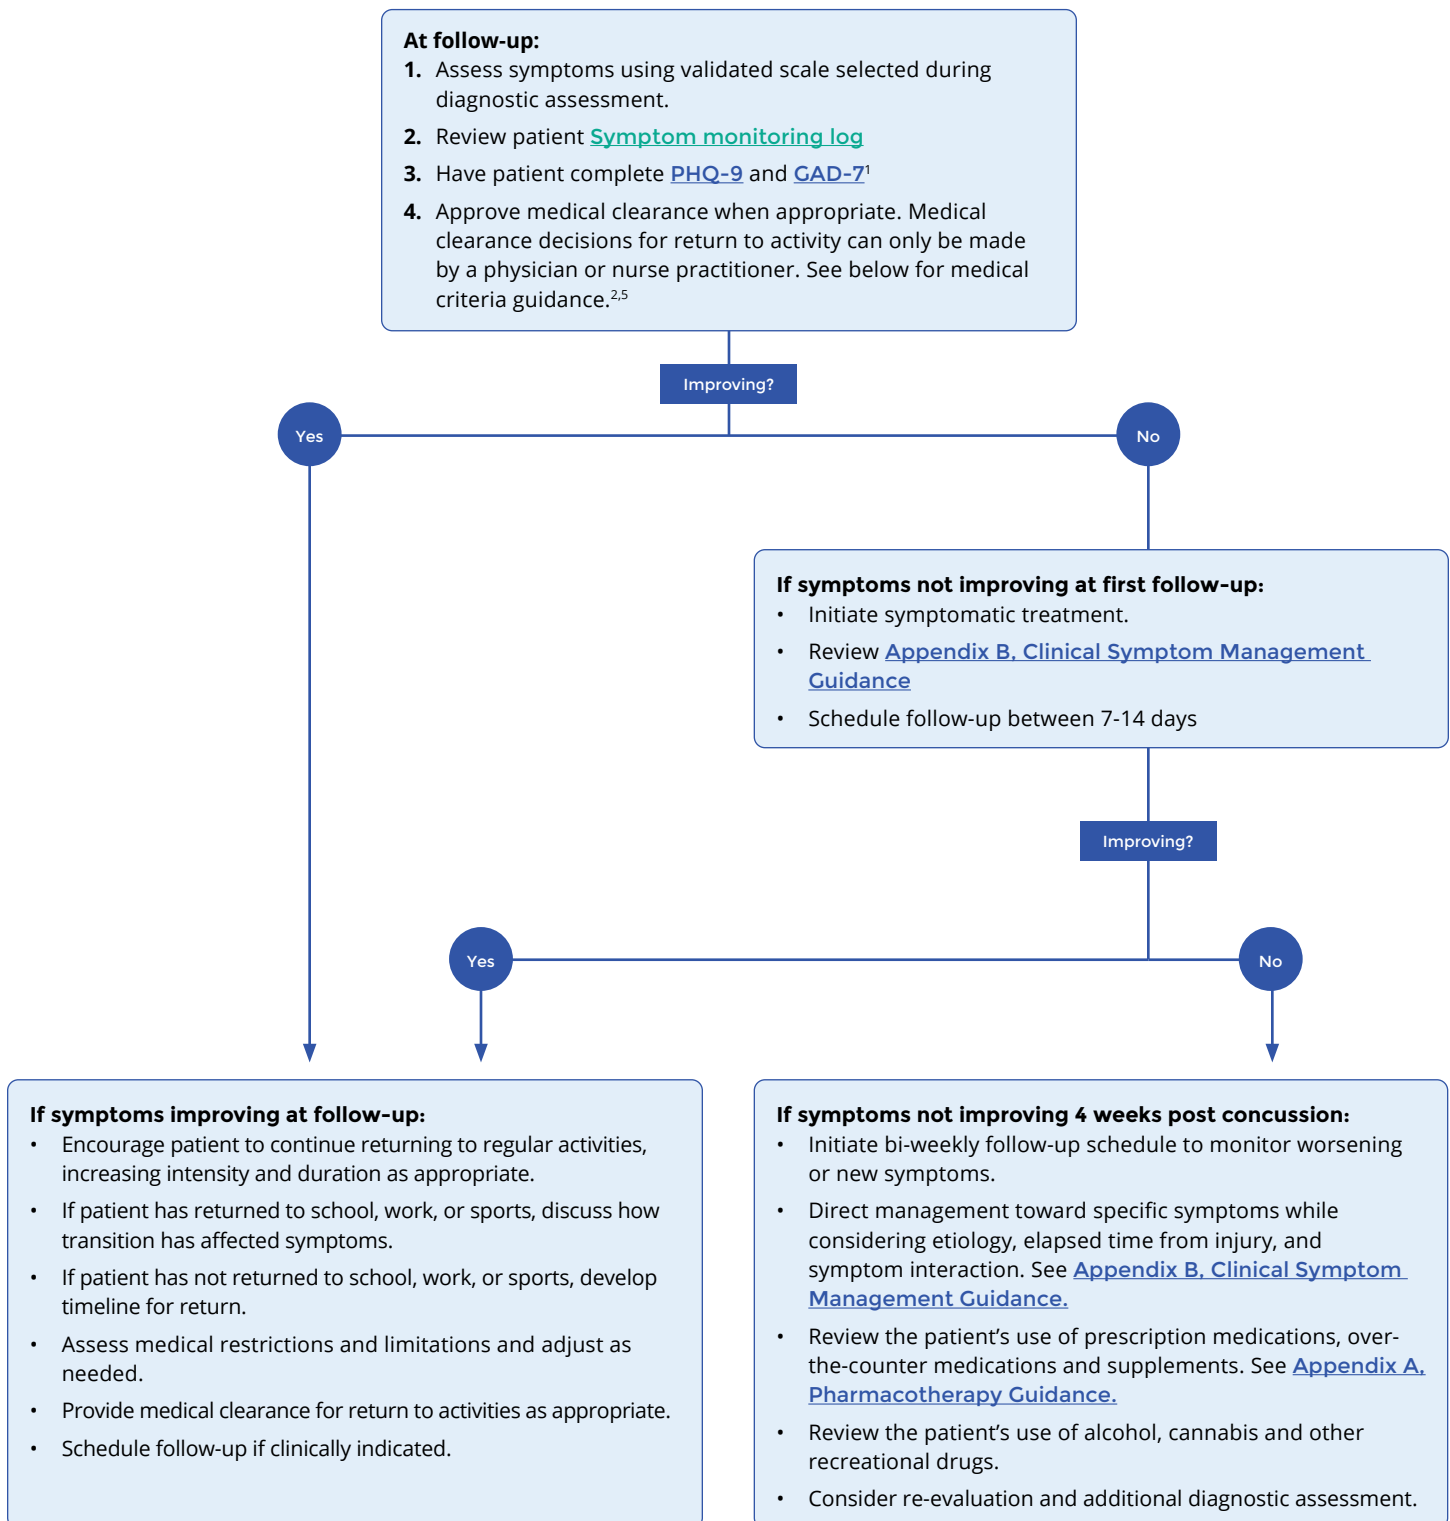 At follow-up:
1. Assess symptoms using validated scale selected during
diagnostic assessment.
2. Review patient Symptom monitoring log
3. Have patient complete PHQ-9 and GAD-7¹
4. Approve medical clearance when appropriate. Medical
clearance decisions for return to activity can only be made
by a physician or nurse practitioner. See below for medical
criteria guidance.²,⁵
Improving?
Yes
No
If symptoms not improving at first follow-up:
• Initiate symptomatic treatment.
• Review Appendix B, Clinical Symptom Management
Guidance
• Schedule follow-up between 7-14 days
Improving?
Yes
No
If symptoms improving at follow-up:
• Encourage patient to continue returning to regular activities,
increasing intensity and duration as appropriate.
• If patient has returned to school, work, or sports, discuss how
transition has affected symptoms.
• If patient has not returned to school, work, or sports, develop
timeline for return.
• Assess medical restrictions and limitations and adjust as
needed.
• Provide medical clearance for return to activities as appropriate.
• Schedule follow-up if clinically indicated.
If symptoms not improving 4 weeks post concussion:
• Initiate bi-weekly follow-up schedule to monitor worsening
or new symptoms.
• Direct management toward specific symptoms while
considering etiology, elapsed time from injury, and
symptom interaction. See Appendix B, Clinical Symptom
Management Guidance.
• Review the patient’s use of prescription medications, over-
the-counter medications and supplements. See Appendix A,
Pharmacotherapy Guidance.
• Review the patient’s use of alcohol, cannabis and other
recreational drugs.
• Consider re-evaluation and additional diagnostic assessment.